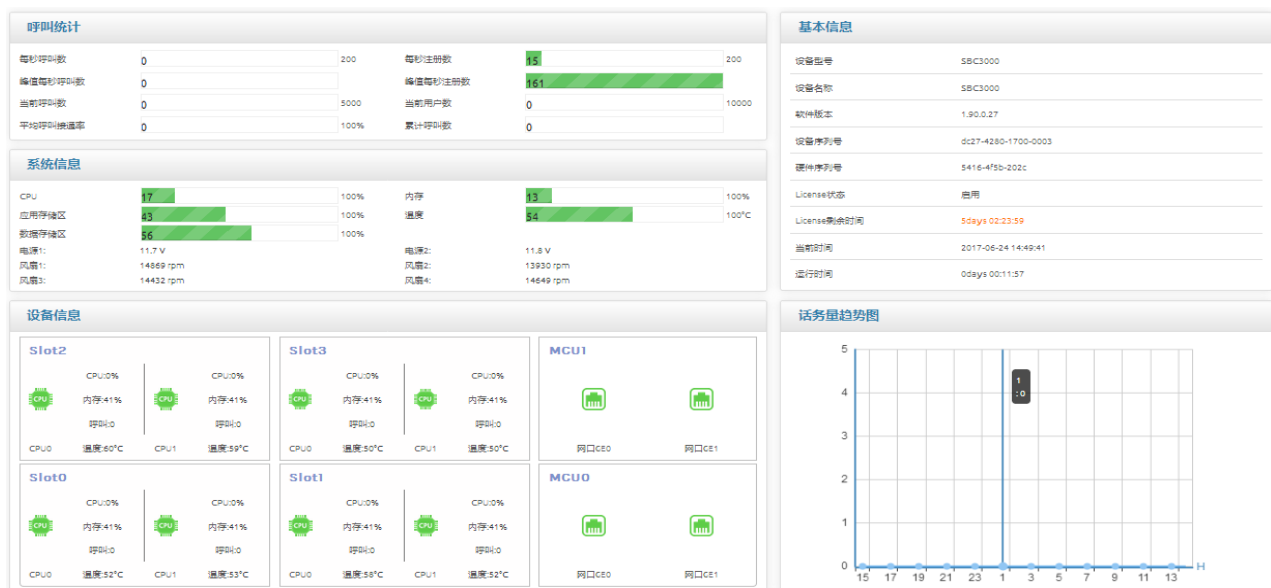 呼叫统计
每秒呼叫数 0 200 每秒注册数 15 200
峰值每秒呼叫数 0 峰值每秒注册数 161
当前呼叫数 0 5000 当前用户数 0 10000
平均呼叫接通率 0 100% 累计呼叫数 0
系统信息
CPU 17 100% 内存 13 100%
应用存储区 43 100% 温度 54 100°C
数据存储区 56 100%
电源1: 11.7 V 电源2: 11.8 V
风扇1: 14869 rpm 风扇2: 13930 rpm
风扇3: 14432 rpm 风扇4: 14649 rpm
基本信息
设备型号 SBC3000
设备名称 SBC3000
软件版本 1.90.0.27
设备序列号 dc27-4280-1700-0003
硬件序列号 5416-4f5b-202c
License状态 启用
License剩余时间 5days 02:23:59
当前时间 2017-06-24 14:49:41
运行时间 0days 00:11:57
设备信息
Slot2 Slot3 MCU1
CPU:0% CPU:0% CPU:0% CPU:0%
CPU 内存:41% CPU 内存:41% CPU 内存:41% CPU 内存:41%
呼叫:0 呼叫:0 呼叫:0 呼叫:0
CPU0 温度:60°C CPU1 温度:59°C CPU0 温度:50°C CPU1 温度:50°C 网口CE0 网口CE1
Slot0 Slot1 MCU0
CPU:0% CPU:0% CPU:0% CPU:0%
CPU 内存:41% CPU 内存:41% CPU 内存:41% CPU 内存:41%
呼叫:0 呼叫:0 呼叫:0 呼叫:0
CPU0 温度:52°C CPU1 温度:53°C CPU0 温度:58°C CPU1 温度:52°C 网口CE0 网口CE1
话务量趋势图
5
4
3
2
1
0
1
:0
15 17 19 21 23 1 3 5 7 9 11 13 H